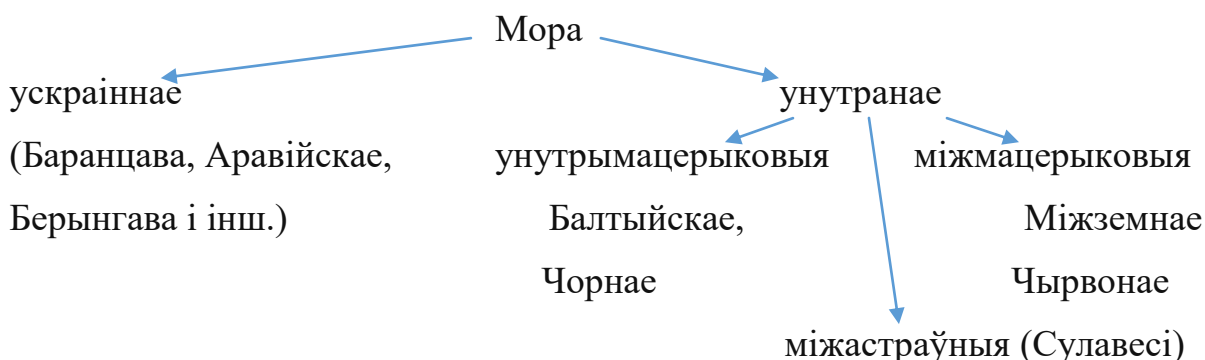 Мора
ускраіннае унутранае
(Баранцава, Аравійскае, унутрымацерыковыя міжмацерыковыя
Берынгава і інш.) Балтыйскае, Міжземнае
Чорнае Чырвонае
міжастраўныя (Сулавесі)